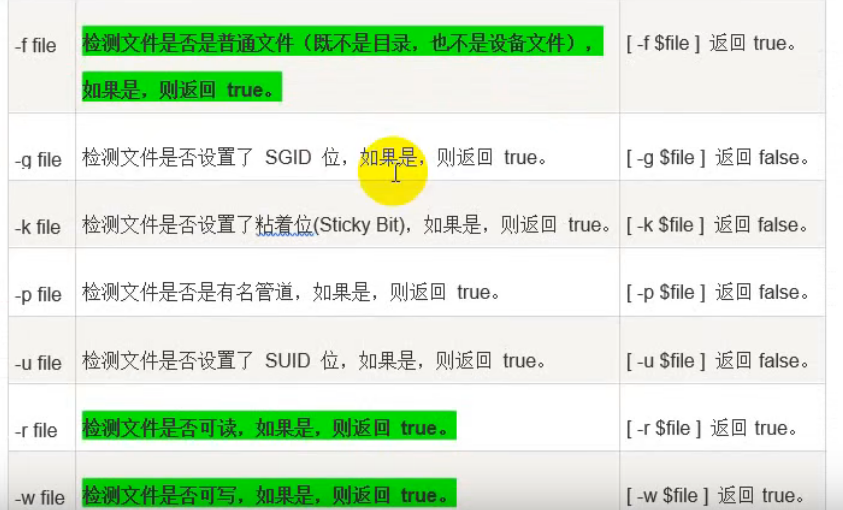 -f file 检测文件是否是普通文件（既不是目录，也不是设备文件）， [ -f $file ] 返回 true。
如果是，则返回 true。
-g file 检测文件是否设置了 SGID 位，如果是，则返回 true。 [ -g $file ] 返回 false。
-k file 检测文件是否设置了粘着位(Sticky Bit)，如果是，则返回 true。 [ -k $file ] 返回 false。
-p file 检测文件是否是有名管道，如果是，则返回 true。 [ -p $file ] 返回 false。
-u file 检测文件是否设置了 SUID 位，如果是，则返回 true。 [ -u $file ] 返回 false。
-r file 检测文件是否可读，如果是，则返回 true。 [ -r $file ] 返回 true。
-w file 检测文件是否可写，如果是，则返回 true。 [ -w $file ] 返回 true。